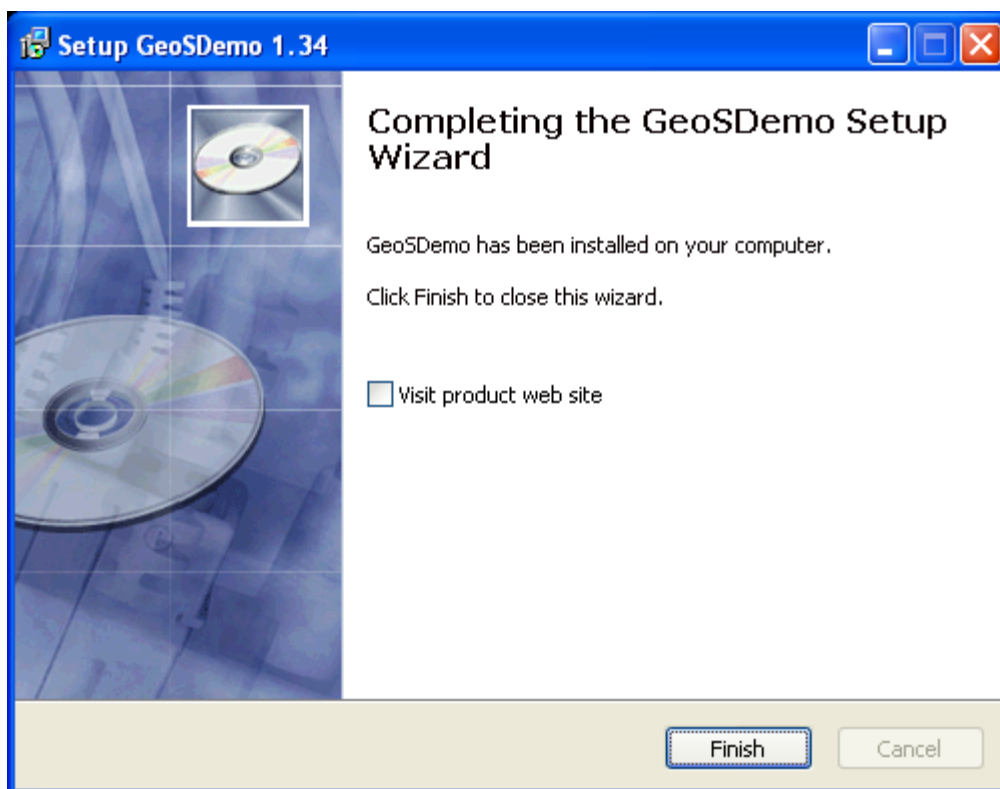 Setup GeoSDemo 1.34
Completing the GeoSDemo Setup
Wizard
GeoSDemo has been installed on your computer.
Click Finish to close this wizard.
Visit product web site
Finish
Cancel